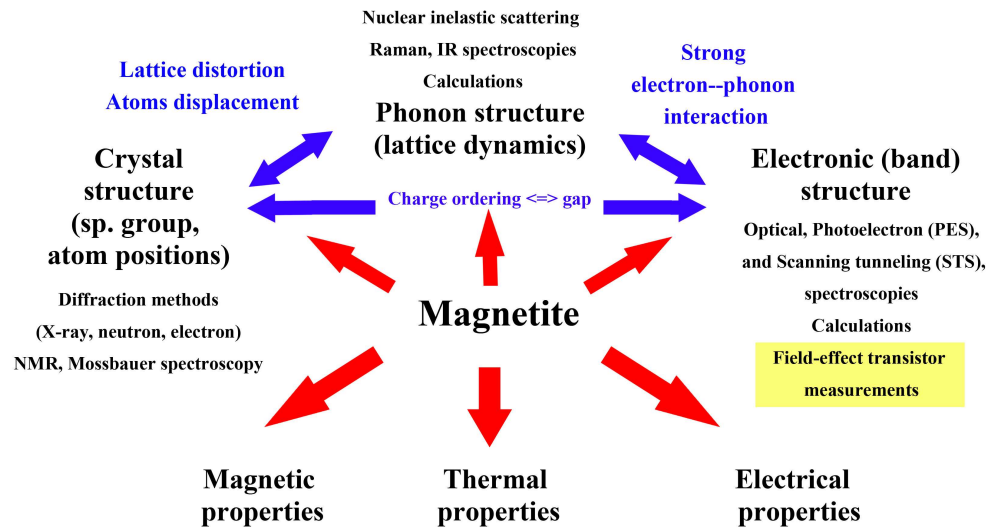 Nuclear inelastic scattering
Raman, IR spectroscopies
Calculations
Phonon structure
(lattice dynamics)
Lattice distortion
Atoms displacement
Strong
electron--phonon
interaction
Crystal
structure
(sp. group,
atom positions)
Diffraction methods
(X-ray, neutron, electron)
NMR, Mossbauer spectroscopy
Charge ordering <=> gap
Electronic (band)
structure
Optical, Photoelectron (PES),
and Scanning tunneling (STS),
spectroscopies
Calculations
Field-effect transistor
measurements
Magnetite
Magnetic
properties
Thermal
properties
Electrical
properties